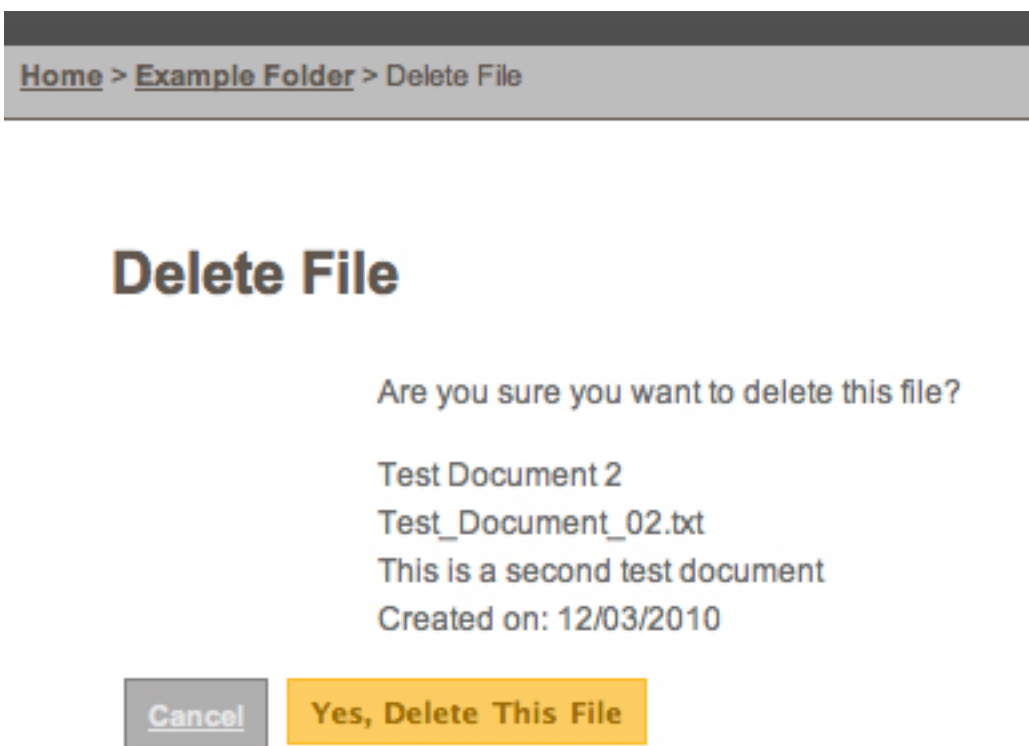 Home > Example Folder > Delete File
Delete File
Are you sure you want to delete this file?
Test Document 2
Test_Document_02.txt
This is a second test document
Created on: 12/03/2010
Cancel Yes, Delete This File